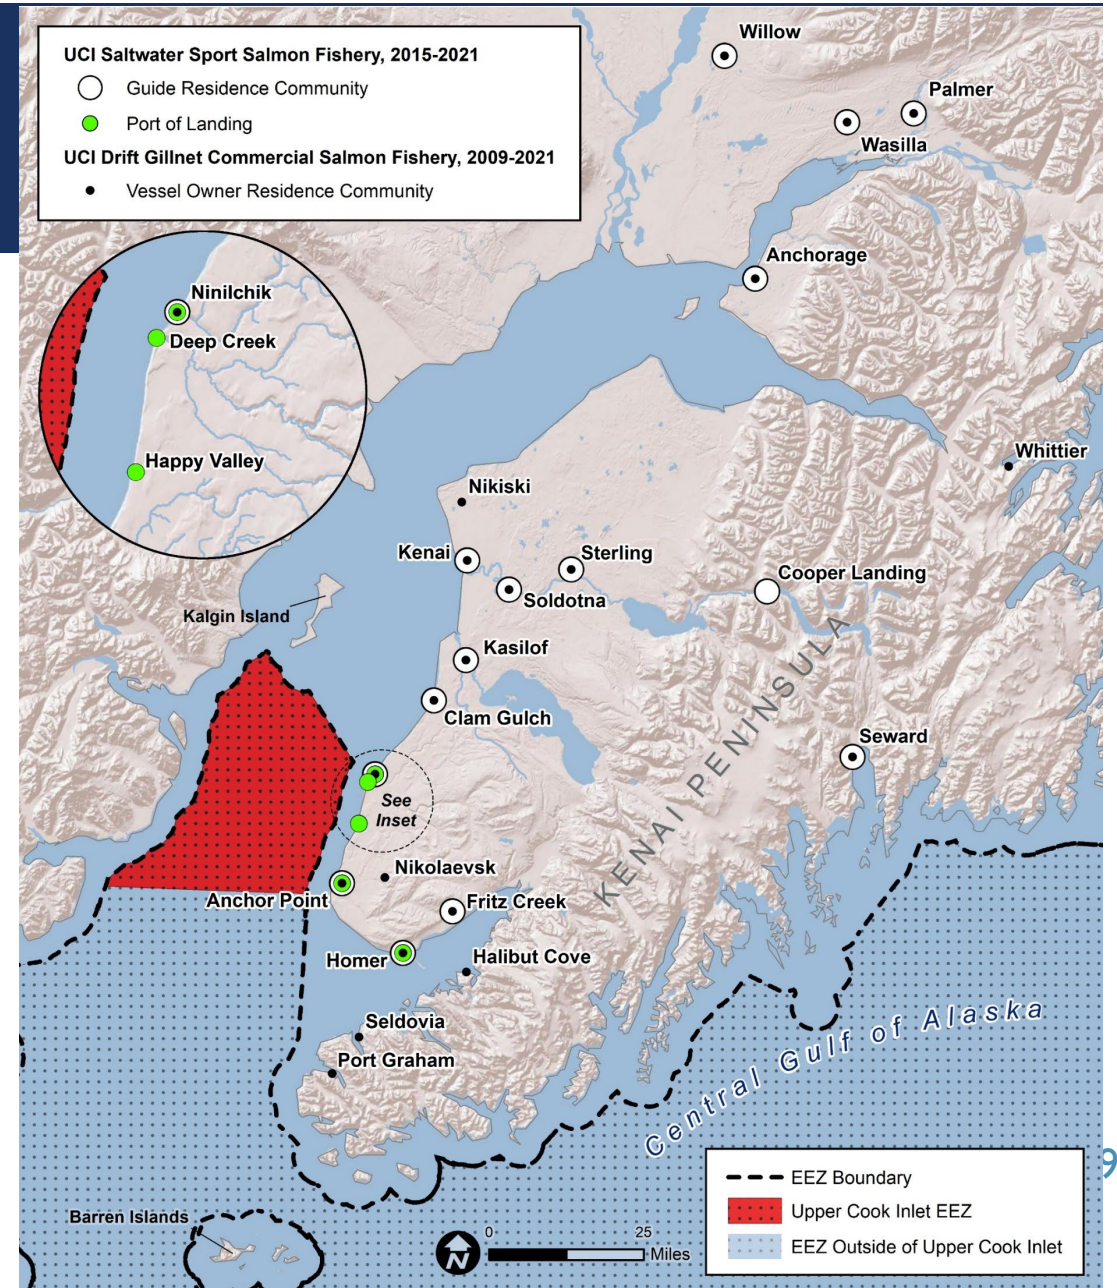 UCI Saltwater Sport Salmon Fishery, 2015-2021
Guide Residence Community
Port of Landing
UCI Drift Gillnet Commercial Salmon Fishery, 2009-2021
Vessel Owner Residence Community
Willow
Palmer
Wasilla
Anchorage
Ninilchik
Deep Creek
Happy Valley
Whittier
Nikiski
Kenai
Sterling
Soldotna
Cooper Landing
Kalgin Island
Kasilof
Clam Gulch
KENAI PENINSULA
Seward
See
Inset
Nikolaevsk
Anchor Point
Fritz Creek
Homer
Halibut Cove
Seldovia
Port Graham
Central Gulf of Alaska
Barren Islands
N
0 25
Miles
EEZ Boundary
Upper Cook Inlet EEZ
EEZ Outside of Upper Cook Inlet
9